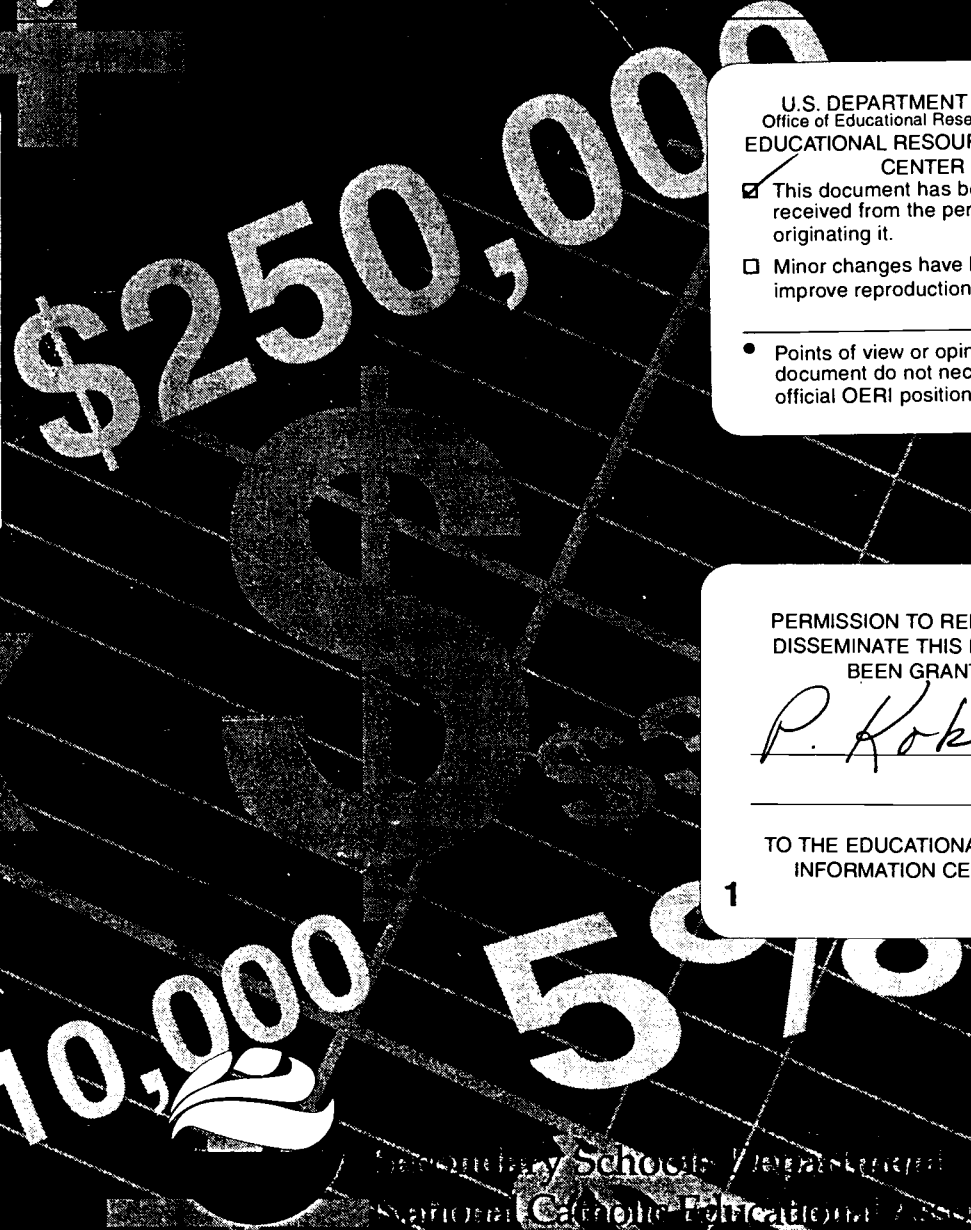 $250,000
U.S. DEPARTMENT
Office of Educational Rese
EDUCATIONAL RESOUR
CENTER
☑ This document has be
received from the per
originating it.
☐ Minor changes have
improve reproduction
• Points of view or opin
document do not nec
official OERI position
$
PERMISSION TO RE
DISSEMINATE THIS
BEEN GRANT
P. Kob
TO THE EDUCATIONA
INFORMATION CE
1
$$
5%
10,000
Secondary Schools Department
National Catholic Educational Ass